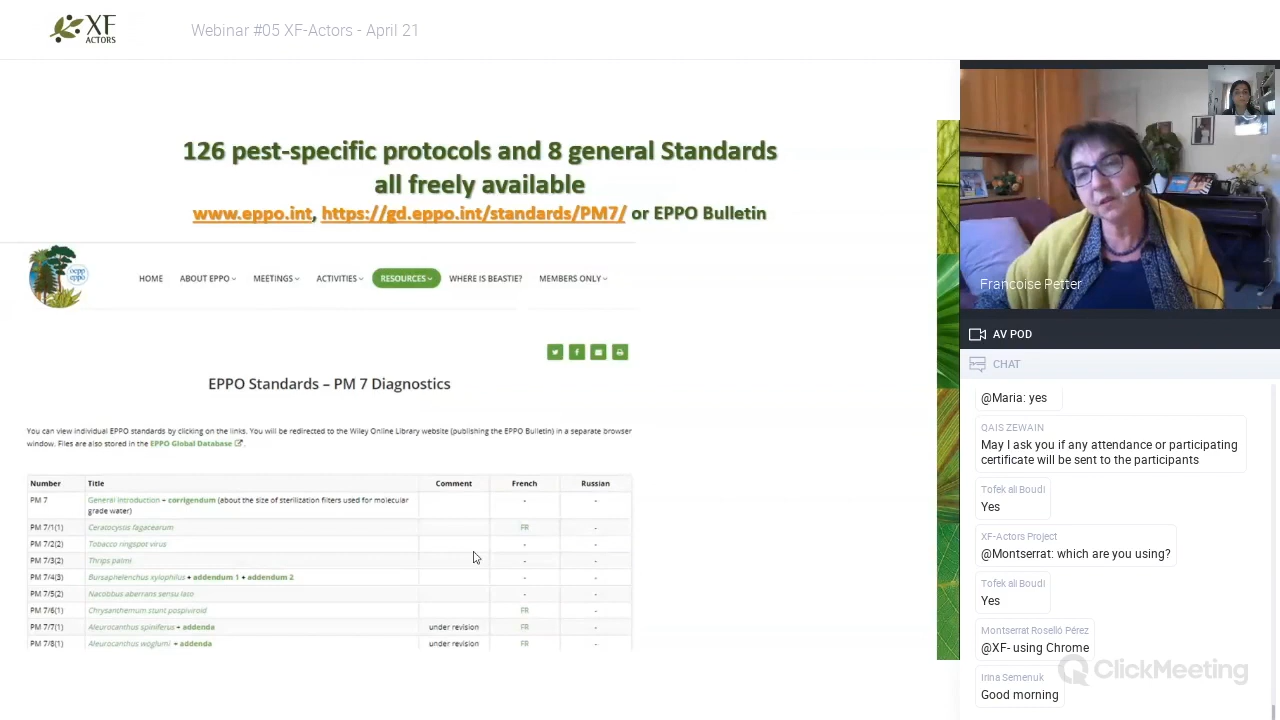 XF
ACTORS
Webinar #05 XF-Actors - April 21
126 pest-specific protocols and 8 general Standards
all freely available
www.eppo.int, https://gd.eppo.int/standards/PM7/ or EPPO Bulletin
oepp
eppo
HOME ABOUT EPPO MEETINGS ACTIVITIES RESOURCES WHERE IS BEASTIE? MEMBERS ONLY
EPPO Standards – PM 7 Diagnostics
You can view individual EPPO standards by clicking on the links. You will be redirected to the Wiley Online Library website (publishing the EPPO Bulletin) in a separate browser
window. Files are also stored in the EPPO Global Database.
Number Title Comment French Russian
PM 7 General introduction + corrigendum (about the size of sterilization filters used for molecular - -
grade water)
PM 7/1(1) Ceratocystis fagacearum FR -
PM 7/2(2) Tobacco ringspot virus - -
PM 7/3(2) Thrips palmi - -
PM 7/4(3) Bursaphelenchus xylophilus + addendum 1 + addendum 2 - -
PM 7/5(2) Nacobbus aberrans sensu lato - -
PM 7/6(1) Chrysanthemum stunt pospiviroid FR -
PM 7/7(1) Aleurocanthus spiniferus + addenda under revision FR -
PM 7/8(1) Aleurocanthus woglumi + addenda under revision FR -
Francoise Petter
AV POD
CHAT
@Maria: yes
QAIS ZEWAIN
May I ask you if any attendance or participating
certificate will be sent to the participants
Tofek ali Boudi
Yes
XF-Actors Project
@Montserrat: which are you using?
Tofek ali Boudi
Yes
Montserrat Roselló Pérez
@XF- using Chrome
Irina Semenuk
Good morning
ClickMeeting